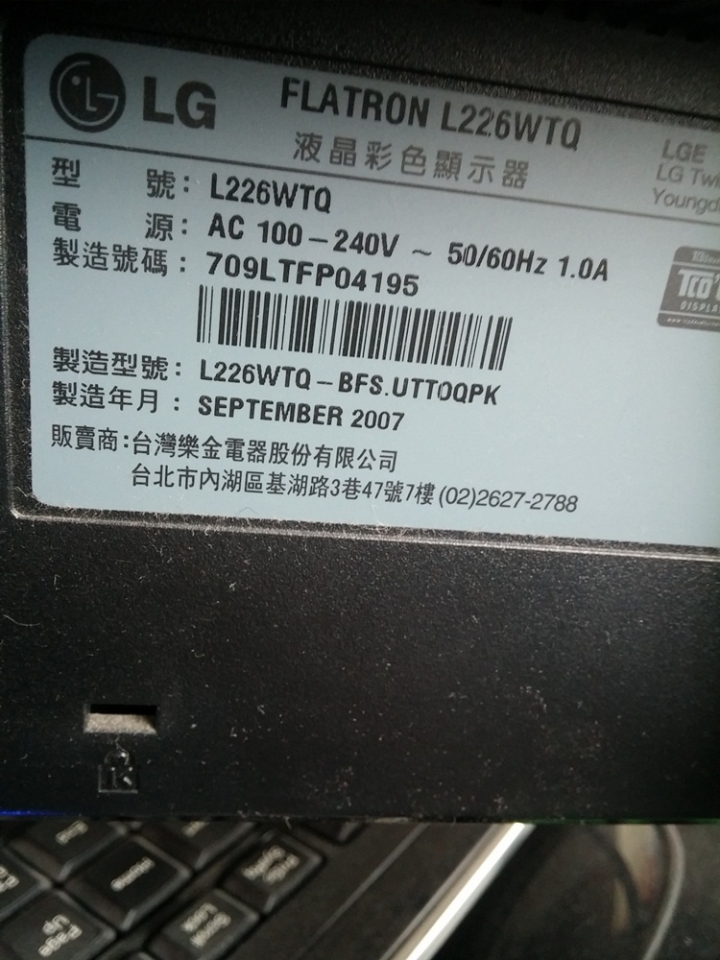 LG
FLATRON L226WTQ
液晶彩色顯示器
LGE
LG
型 號: L226WTQ
電 源: AC 100-240V ~ 50/60Hz 1.0A
製造號碼: 709LTFP04195
TCO'
DISPLA
製造型號: L226WTQ-BFS.UTTOQPK
製造年月: SEPTEMBER 2007
販賣商:台灣樂金電器股份有限公司
台北市內湖區基湖路3巷47號7樓 (02)2627-2788